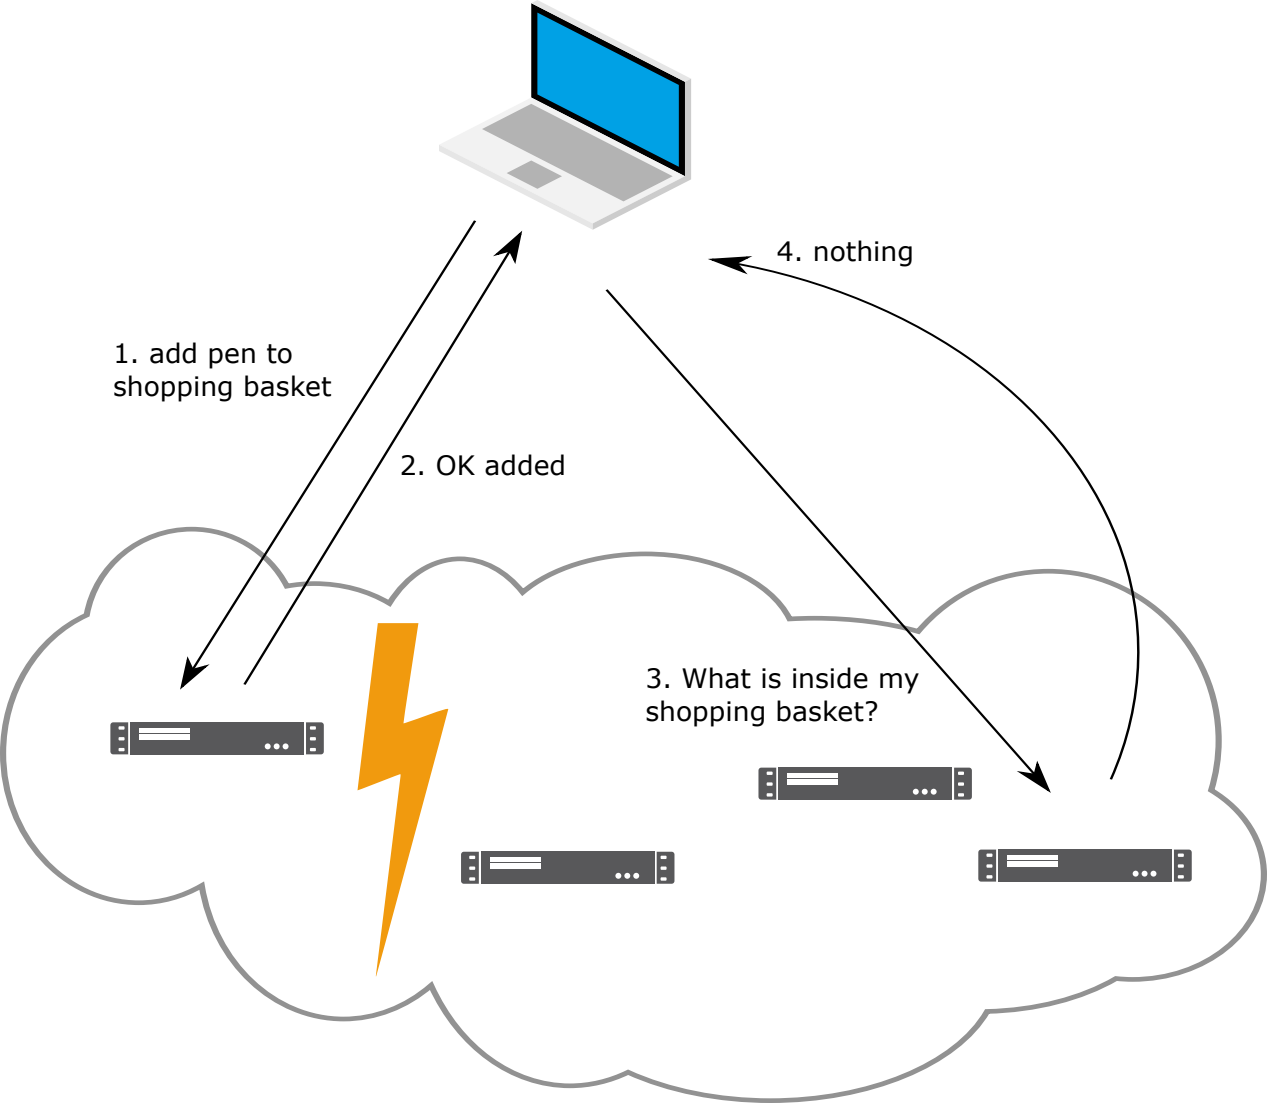 1. add pen to
shopping basket
2. OK added
3. What is inside my
shopping basket?
4. nothing